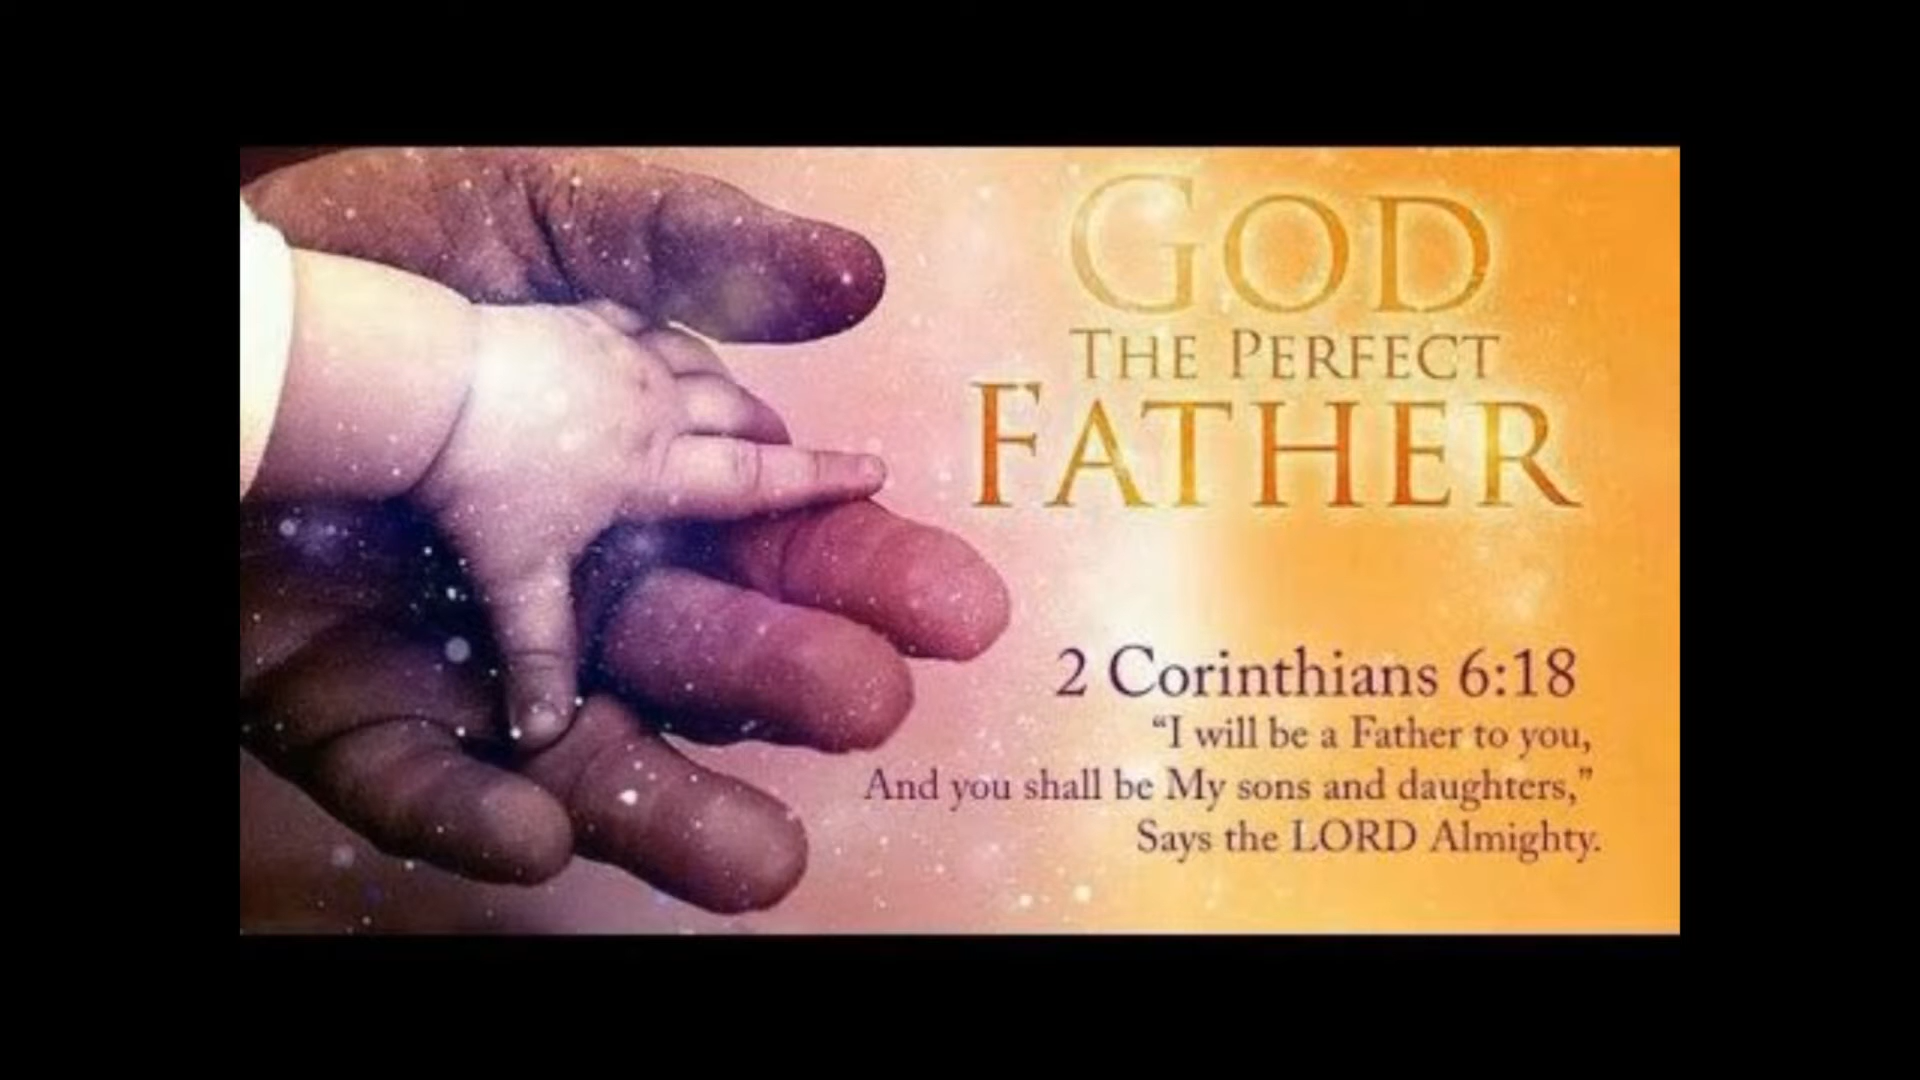 GOD
THE PERFECT
FATHER
2 Corinthians 6:18
“I will be a Father to you,
And you shall be My sons and daughters,”
Says the LORD Almighty.